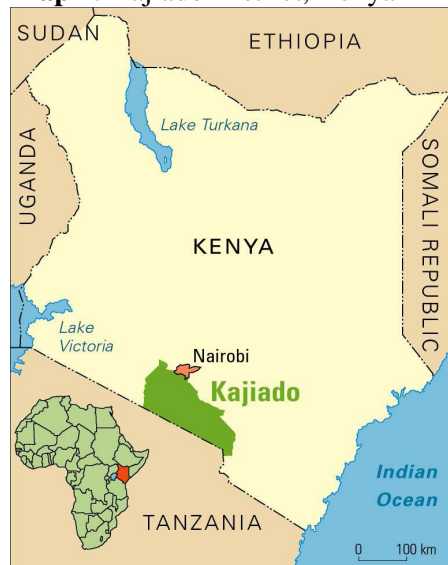 SUDAN
ETHIOPIA
Lake Turkana
UGANDA
SOMALI REPUBLIC
KENYA
Lake
Victoria
Nairobi
Kajiado
Indian
Ocean
TANZANIA
0 100 km